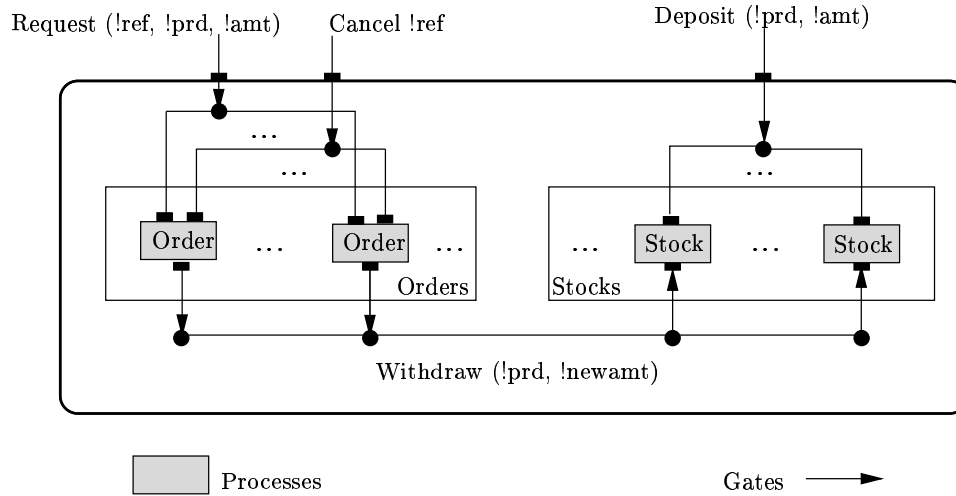 Request (!ref, !prd, !amt)
Cancel !ref
Deposit (!prd, !amt)
...
...
...
Order
...
Order
...
Orders
...
Stock
...
Stock
Stocks
Withdraw (!prd, !newamt)
Processes
Gates